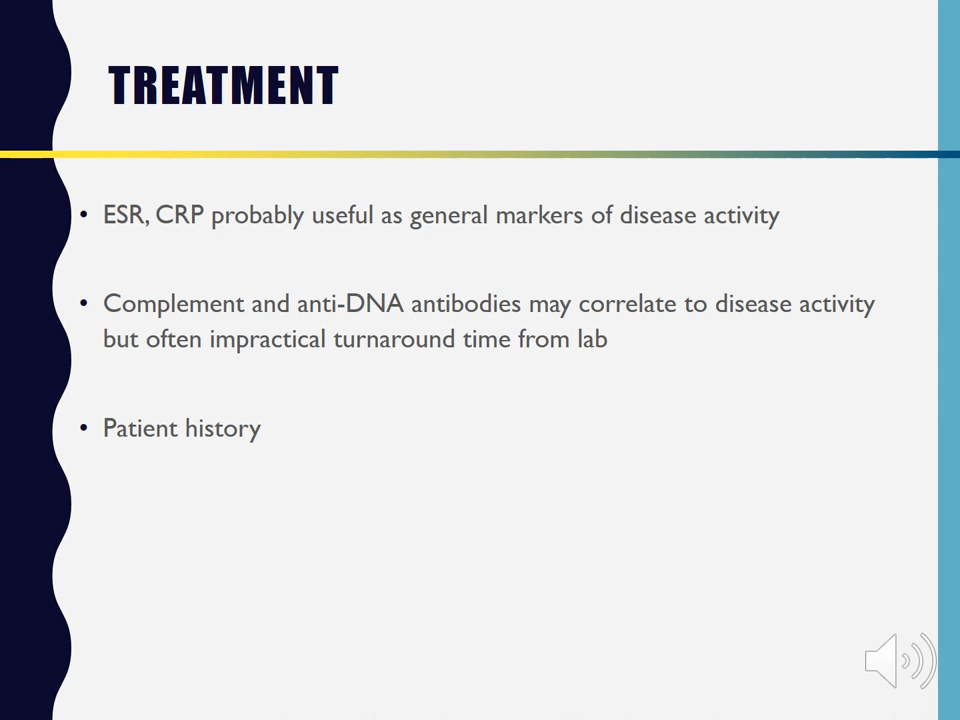 TREATMENT
• ESR, CRP probably useful as general markers of disease activity
• Complement and anti-DNA antibodies may correlate to disease activity
but often impractical turnaround time from lab
• Patient history